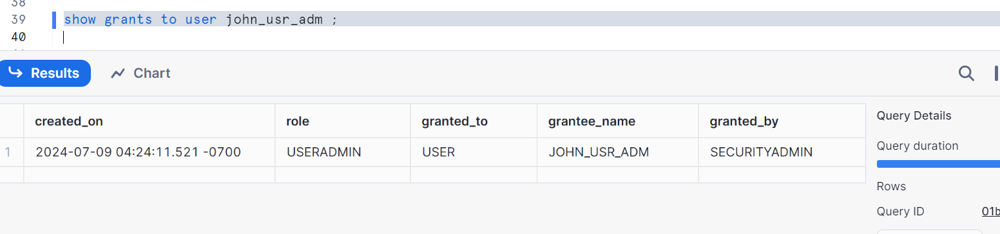 38
39 show grants to user john_usr_adm ;
40
Results Chart
created_on role granted_to grantee_name granted_by
1 2024-07-09 04:24:11.521 -0700 USERADMIN USER JOHN_USR_ADM SECURITYADMIN
Query Details
Query duration
Rows
Query ID 01b